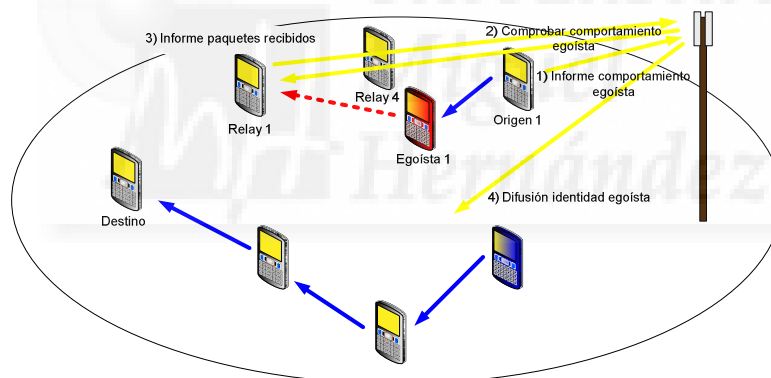 3) Informe paquetes recibidos
2) Comprobar comportamiento
egoísta
1) Informe comportamiento
egoísta
Relay 4
Relay 1
Origen 1
Egoísta 1
4) Difusión identidad egoísta
Destino
Hernández